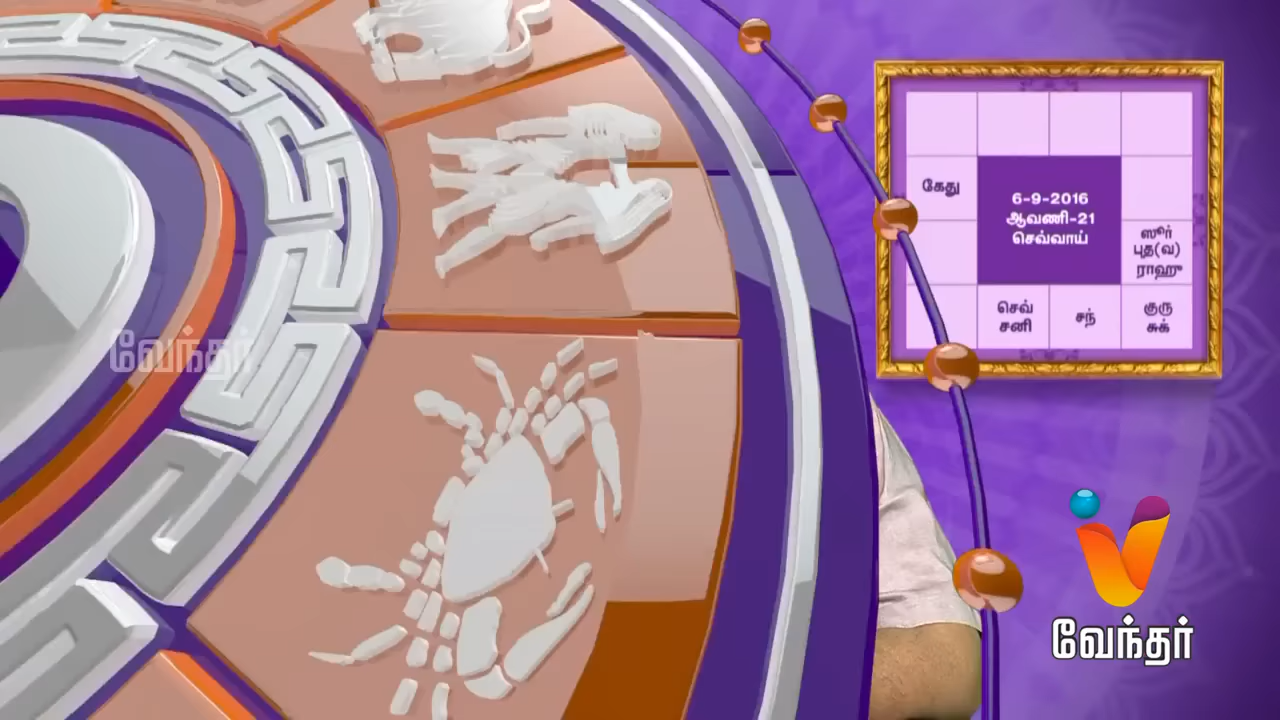 கேது
6-9-2016
ஆவணி-21
செவ்வாய்
ஸூர்
புத(வ)
ராஹு
செவ்
சனி
சந்
குரு
சுக்
வேந்தர்
வேந்தர்